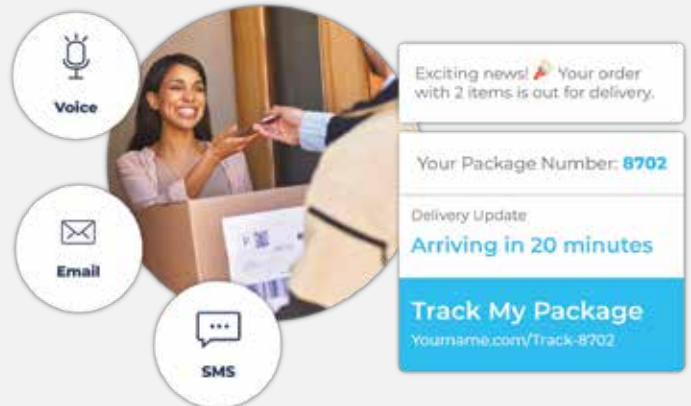 Voice
Email
SMS
Exciting news! 🎉 Your order
with 2 items is out for delivery.
Your Package Number: 8702
Delivery Update
Arriving in 20 minutes
Track My Package
Yourname.com/Track-8702